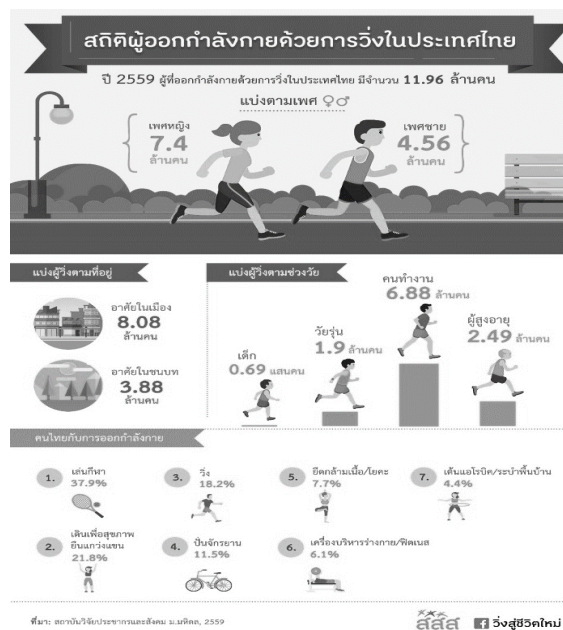 สถิติผู้ออกกำลังกายด้วยการวิ่งในประเทศไทย
ปี 2559 ผู้ที่ออกกำลังกายด้วยการวิ่งในประเทศไทย มีจำนวน 11.96 ล้านคน
แบ่งตามเพศ ♀♂
เพศหญิง
7.4
ล้านคน
เพศชาย
4.56
ล้านคน
แบ่งผู้วิ่งตามที่อยู่
อาศัยในเมือง
8.08
ล้านคน
อาศัยในชนบท
3.88
ล้านคน
แบ่งผู้วิ่งตามช่วงวัย
เด็ก
0.69 แสนคน
วัยรุ่น
1.9 ล้านคน
คนทำงาน
6.88 ล้านคน
ผู้สูงอายุ
2.49 ล้านคน
คนไทยกับการออกกำลังกาย
1. เล่นกีฬา
37.9%
2. เดินเพื่อสุขภาพ
ยืนแกว่งแขน
21.8%
3. วิ่ง
18.2%
4. ปั่นจักรยาน
11.5%
5. ยืดกล้ามเนื้อ/โยคะ
7.7%
6. เครื่องบริหารร่างกาย/ฟิตเนส
6.1%
7. เต้นแอโรบิค/ระบำพื้นบ้าน
4.4%
ที่มา: สถาบันวิจัยประชากรและสังคม ม.มหิดล, 2559
สสส
f วิ่งสู่ชีวิตใหม่